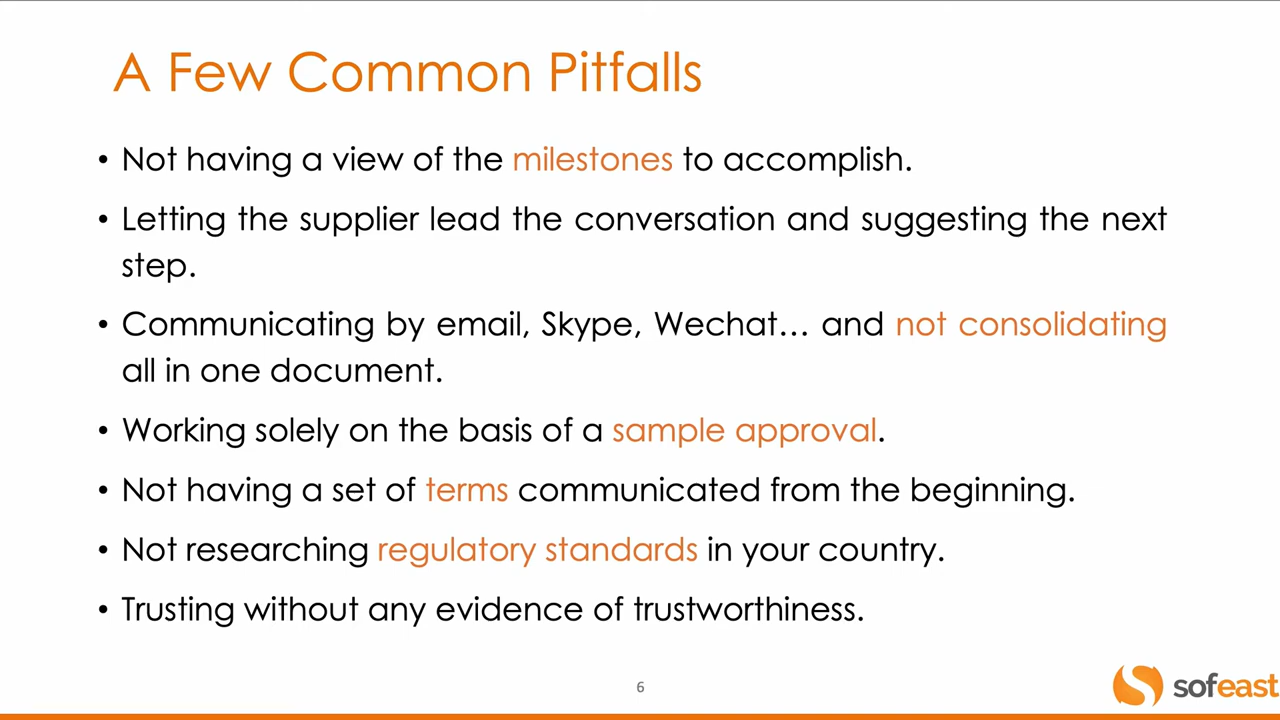 A Few Common Pitfalls
• Not having a view of the milestones to accomplish.
• Letting the supplier lead the conversation and suggesting the next
step.
• Communicating by email, Skype, Wechat... and not consolidating
all in one document.
• Working solely on the basis of a sample approval.
• Not having a set of terms communicated from the beginning.
• Not researching regulatory standards in your country.
• Trusting without any evidence of trustworthiness.
6
sofeast